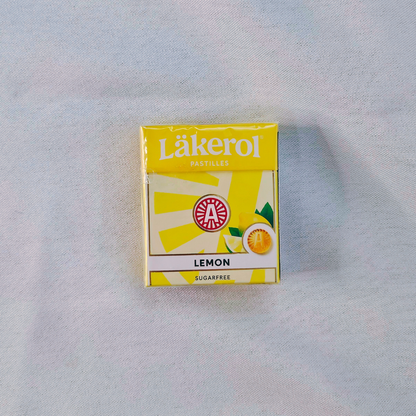 Läkerol
PASTILLES
Ä
LEMON
SUGARFREE